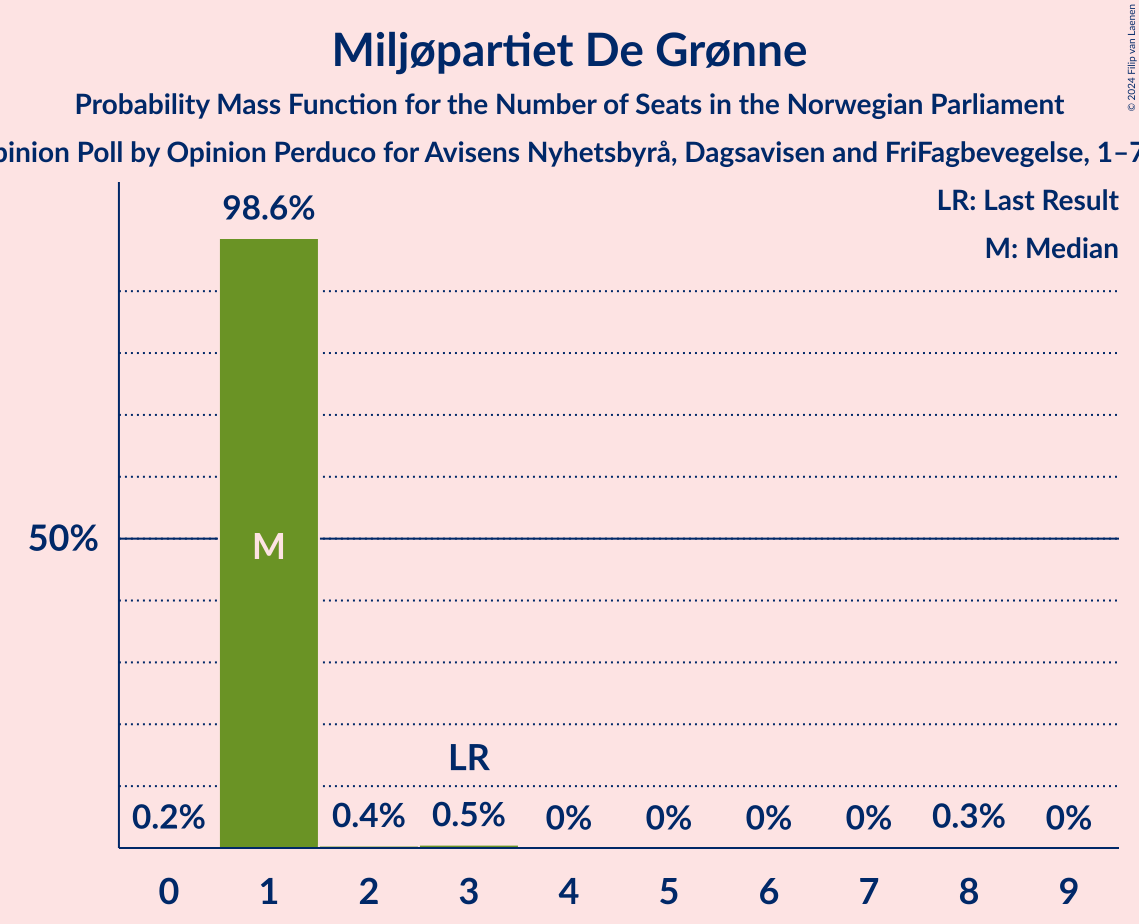 Miljøpartiet De Grønne
Probability Mass Function for the Number of Seats in the Norwegian Parliament
Poll by Opinion Perduco for Avisens Nyhetsbyrå, Dagsavisen and FriFagbevegelse, 1–7
© 2024 Filip van Laenen
LR: Last Result
M: Median
98.6%
50%
M
LR
0.2% 0.4% 0.5% 0% 0% 0% 0% 0.3% 0%
0 1 2 3 4 5 6 7 8 9